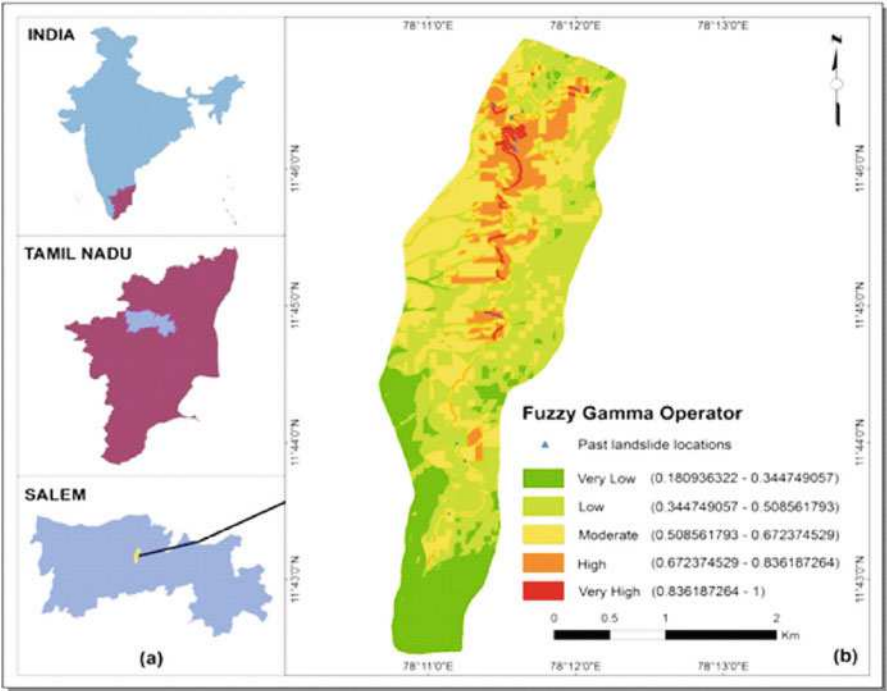 INDIA
TAMIL NADU
SALEM
(a)
78°11'0"E 78°12'0"E 78°13'0"E
N
11°46'0"N
11°45'0"N
11°44'0"N
11°43'0"N
11°46'0"N
11°45'0"N
11°44'0"N
11°43'0"N
Fuzzy Gamma Operator
Past landslide locations
Very Low (0.180936322 - 0.344749057)
Low (0.344749057 - 0.508561793)
Moderate (0.508561793 - 0.672374529)
High (0.672374529 - 0.836187264)
Very High (0.836187264 - 1)
0 0.5 1 2
Km
(b)
78°11'0"E 78°12'0"E 78°13'0"E